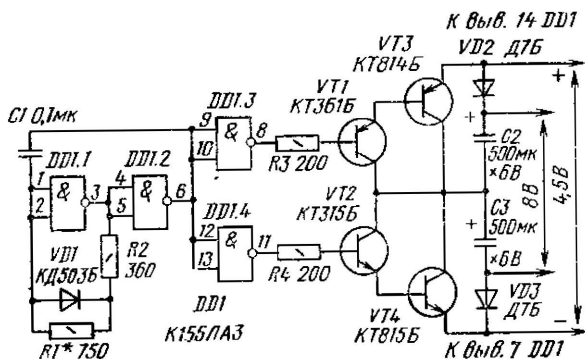 К выв. 14 DD1
VT3
КТ814Б
VD2 Д7Б
DD1.3
VT1
КТ361Б
C1 0,1мк
9
&
8
10
R3 200
DD1.1
DD1.2
1
&
3
4
&
6
2
5
VT2
КТ315Б
C2
500мк
×6В
8В
4,5В
DD1.4
C3
500мк
×6В
R2
360
12
&
11
13
R4 200
VD1
КД503Б
DD1
К155ЛА3
VT4
КТ815Б
VD3
Д7Б
R1* 750
К выв. 7 DD1
+
+
+
−